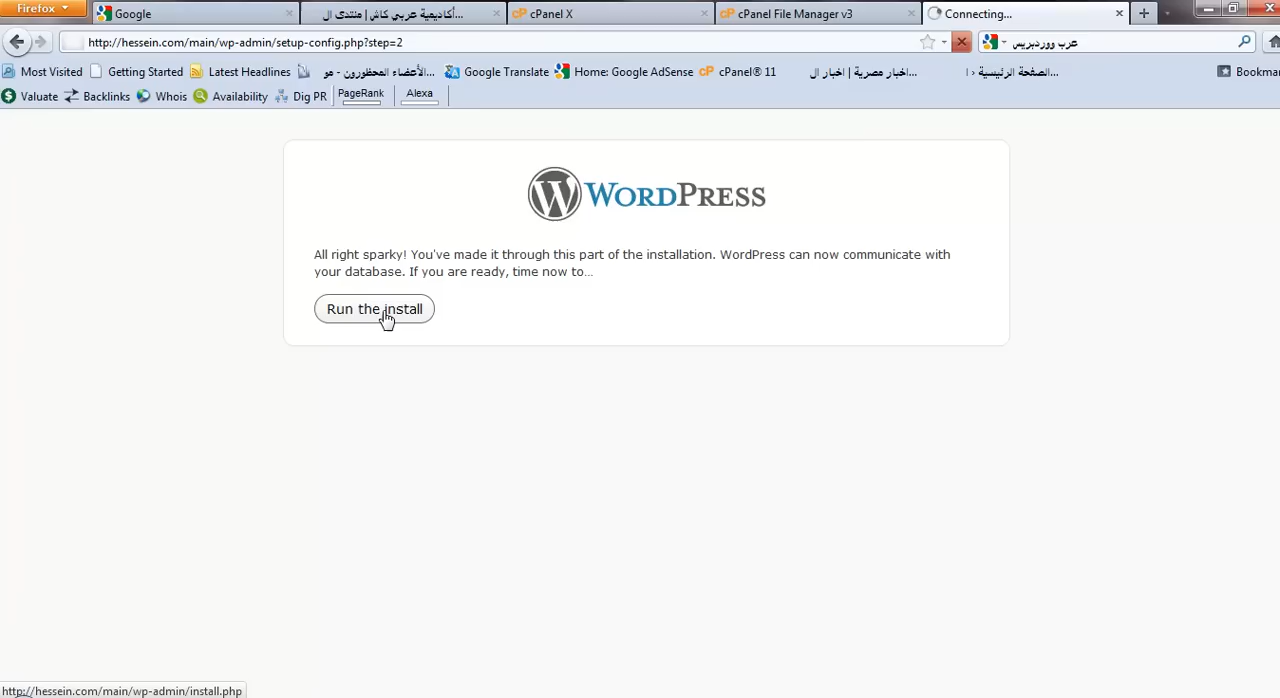 Firefox
Google
أكاديمية عربي كاش | منتدى ال...
cPanel X
cPanel File Manager v3
Connecting...
http://hessein.com/main/wp-admin/setup-config.php?step=2
عرب ووردبريس
Most Visited
Getting Started
Latest Headlines
الأعضاء المحظورون - مو...
Google Translate
Home: Google AdSense
cPanel® 11
اخبار مصرية | اخبار ال...
الصفحة الرئيسية ‹ ا...
Bookmar
Valuate
Backlinks
Whois
Availability
Dig PR
PageRank
Alexa
WORDPRESS
All right sparky! You've made it through this part of the installation. WordPress can now communicate with
your database. If you are ready, time now to...
Run the install
http://hessein.com/main/wp-admin/install.php